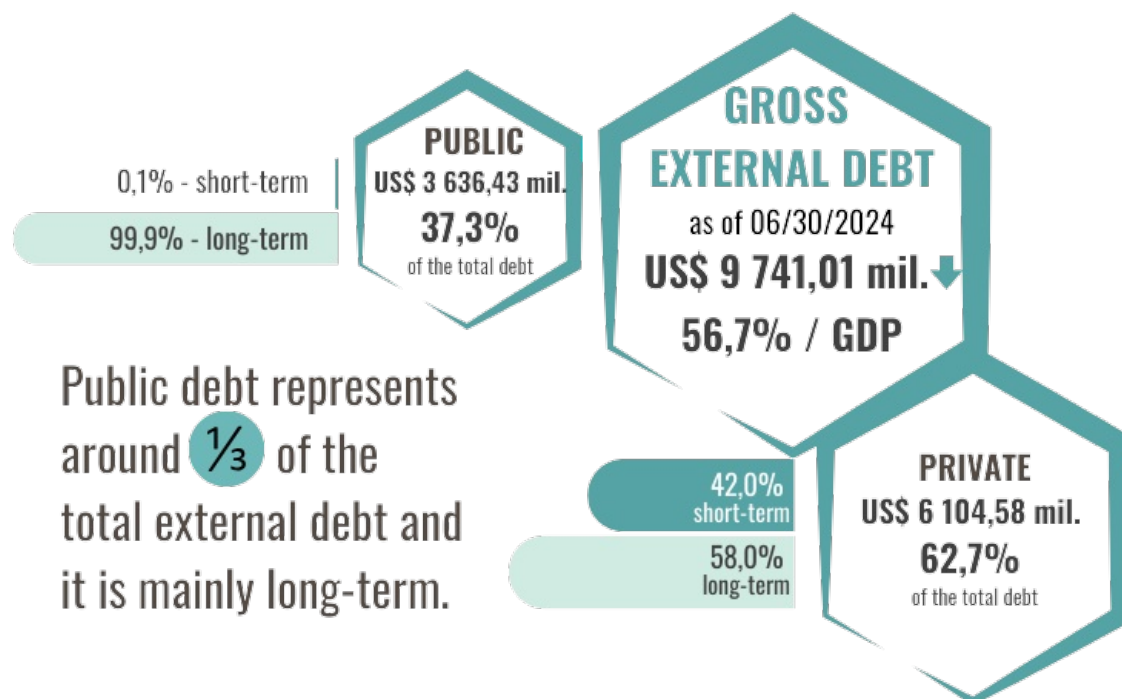 GROSS
EXTERNAL DEBT
as of 06/30/2024
US$ 9 741,01 mil.
56,7% / GDP
PUBLIC
US$ 3 636,43 mil.
37,3%
of the total debt
0,1% - short-term
99,9% - long-term
Public debt represents
around ⅓ of the
total external debt and
it is mainly long-term.
PRIVATE
US$ 6 104,58 mil.
62,7%
of the total debt
42,0%
short-term
58,0%
long-term